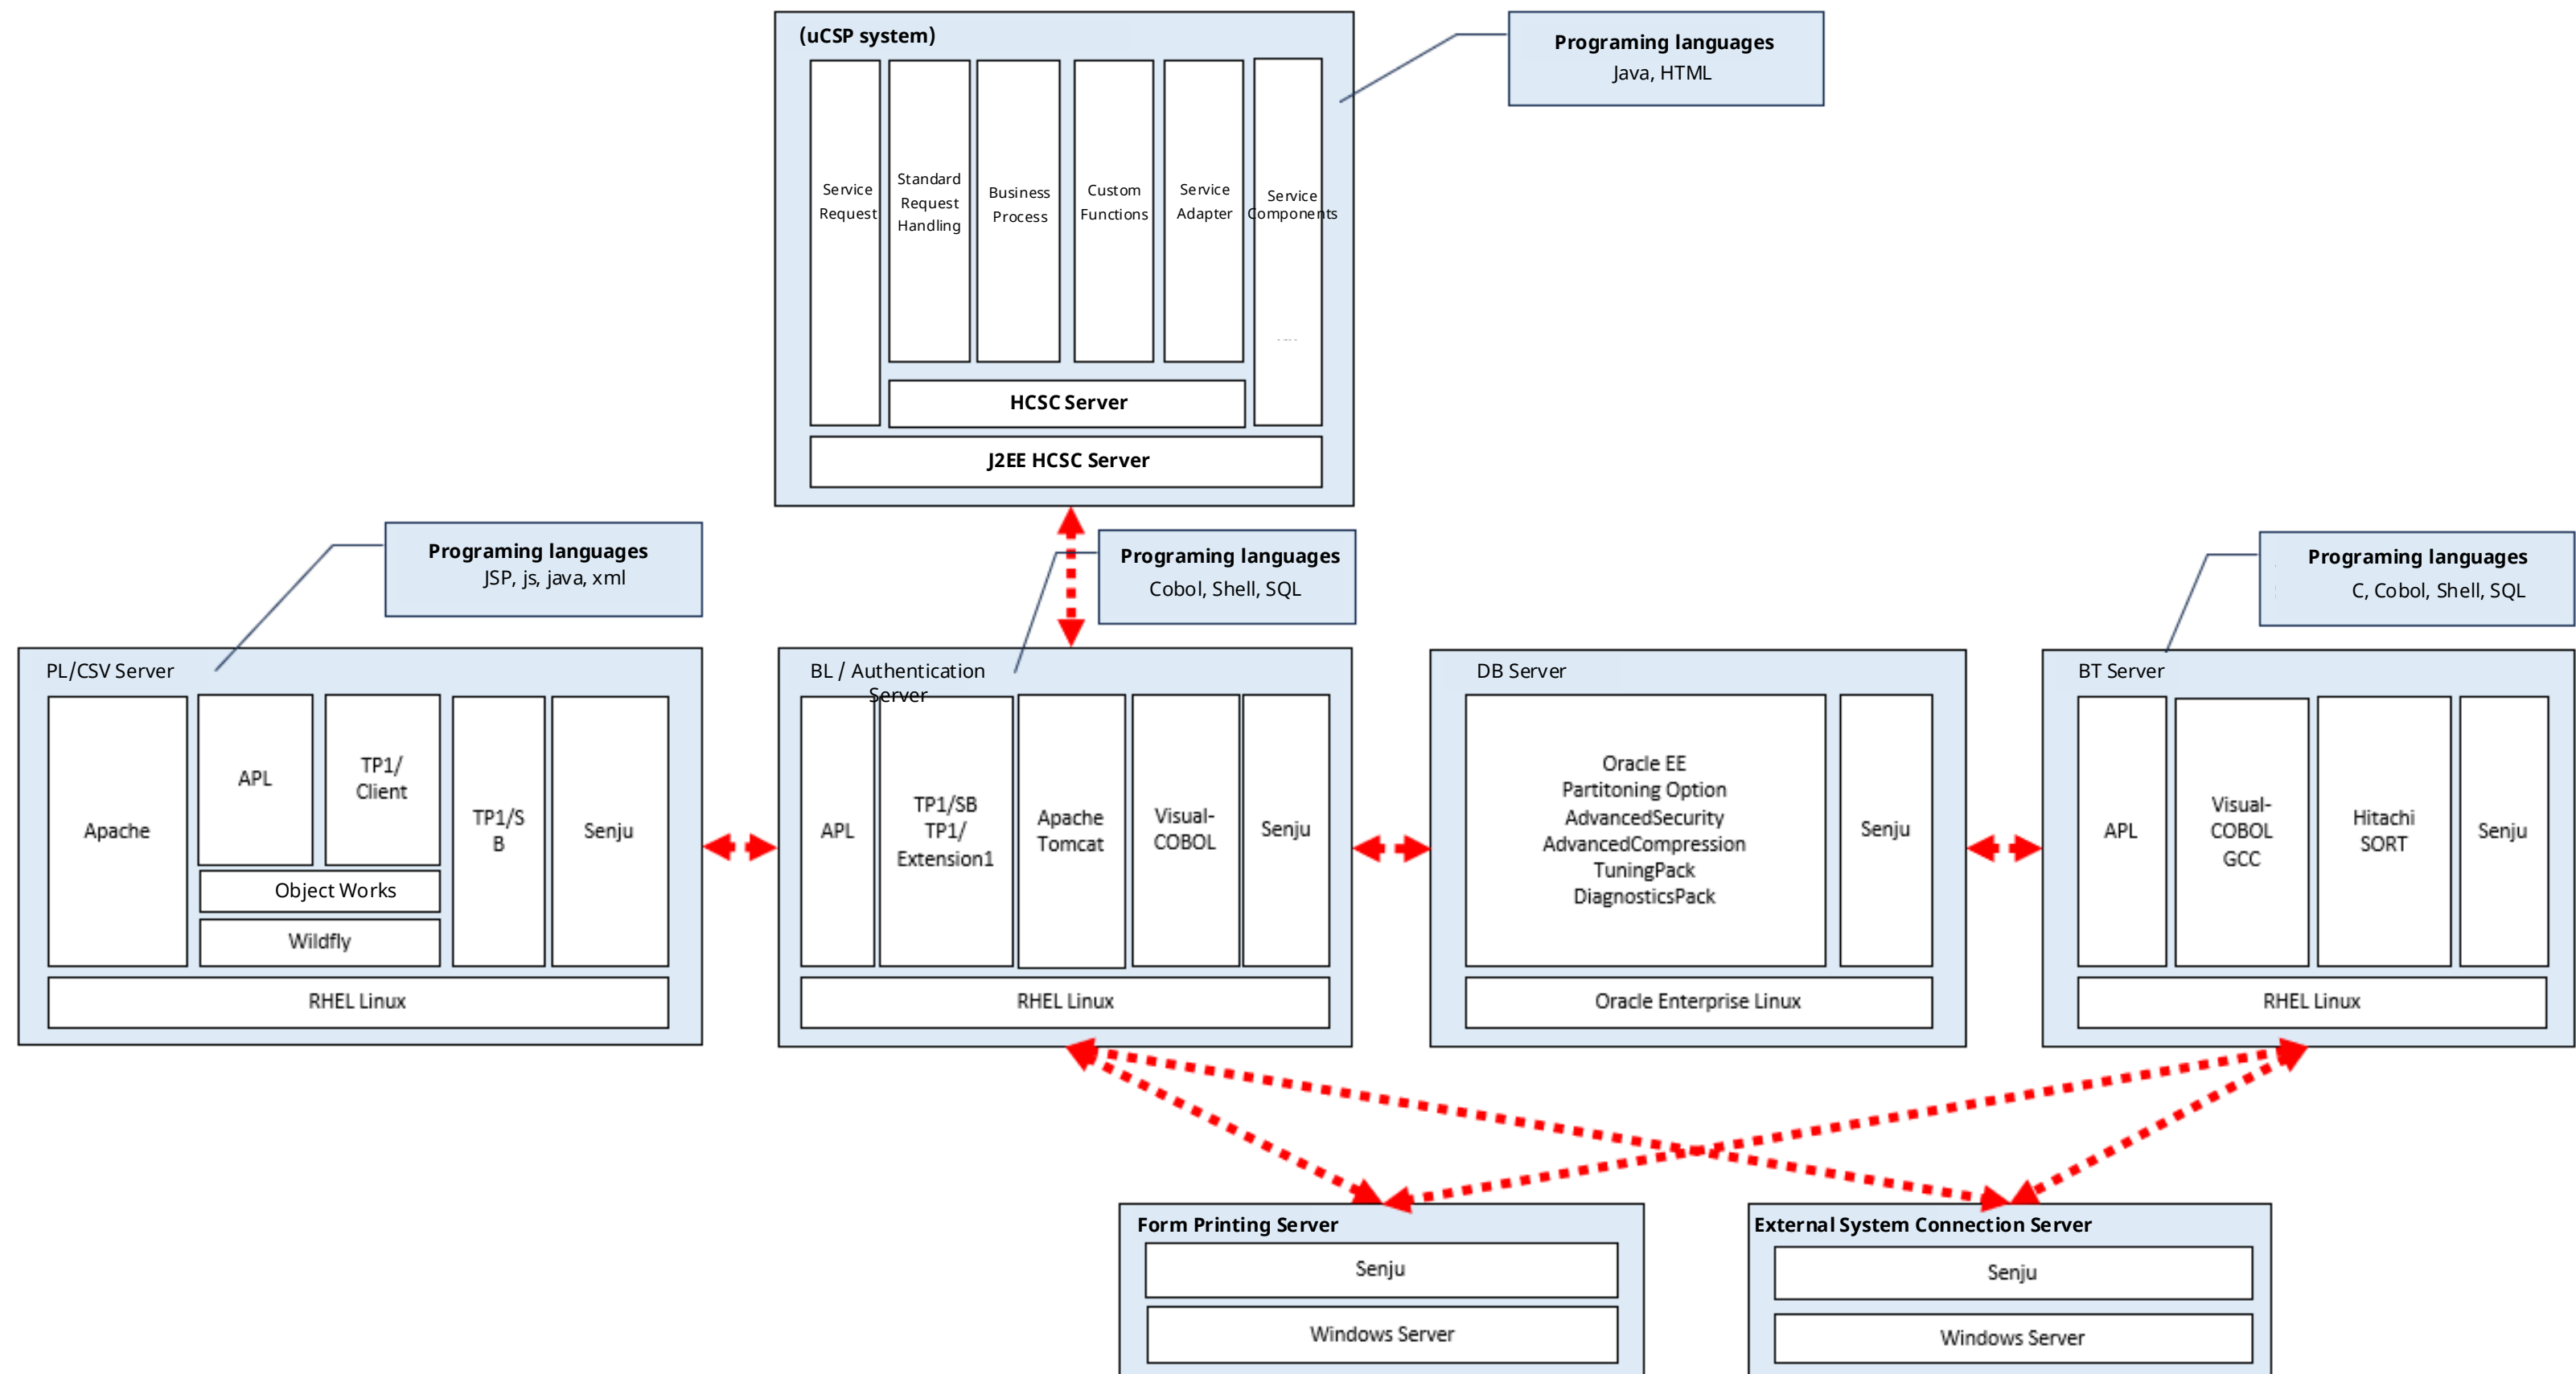 (uCSP system)
Programing languages
Java, HTML
Service
Request
Standard
Request
Handling
Business
Process
Custom
Functions
Service
Adapter
Service
Components
HCSC Server
J2EE HCSC Server
Programing languages
JSP, js, java, xml
Programing languages
Cobol, Shell, SQL
Programing languages
C, Cobol, Shell, SQL
PL/CSV Server
Apache
APL
TP1/
Client
Object Works
Wildfly
TP1/S
B
Senju
RHEL Linux
BL / Authentication
Server
APL
TP1/SB
TP1/
Extension1
Apache
Tomcat
Visual-
COBOL
Senju
RHEL Linux
DB Server
Oracle EE
Partitoning Option
AdvancedSecurity
AdvancedCompression
TuningPack
DiagnosticsPack
Senju
Oracle Enterprise Linux
BT Server
APL
Visual-
COBOL
GCC
Hitachi
SORT
Senju
RHEL Linux
Form Printing Server
Senju
Windows Server
External System Connection Server
Senju
Windows Server